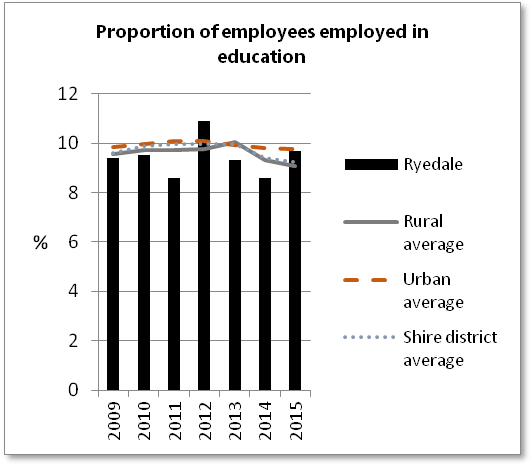 Proportion of employees employed in
education
12
10
8
6
4
2
0
%
2009
2010
2011
2012
2013
2014
2015
Ryedale
Rural
average
Urban
average
Shire district
average